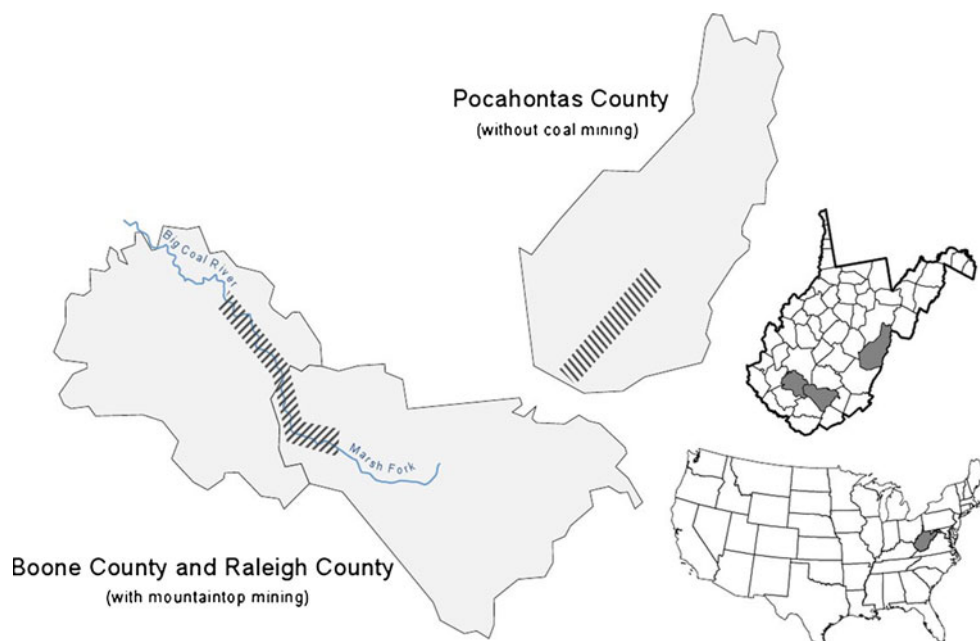 Pocahontas County
(without coal mining)
Big Coal River
Marsh Fork
Boone County and Raleigh County
(with mountaintop mining)